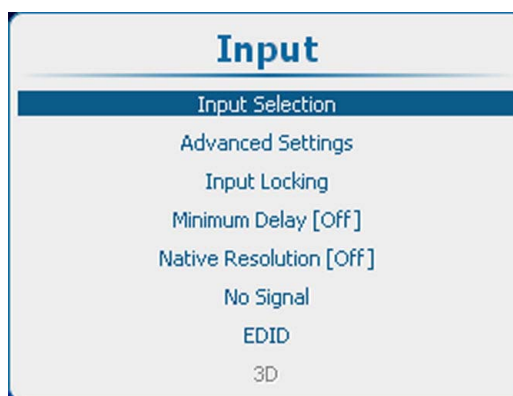 Input
Input Selection
Advanced Settings
Input Locking
Minimum Delay [Off]
Native Resolution [Off]
No Signal
EDID
3D